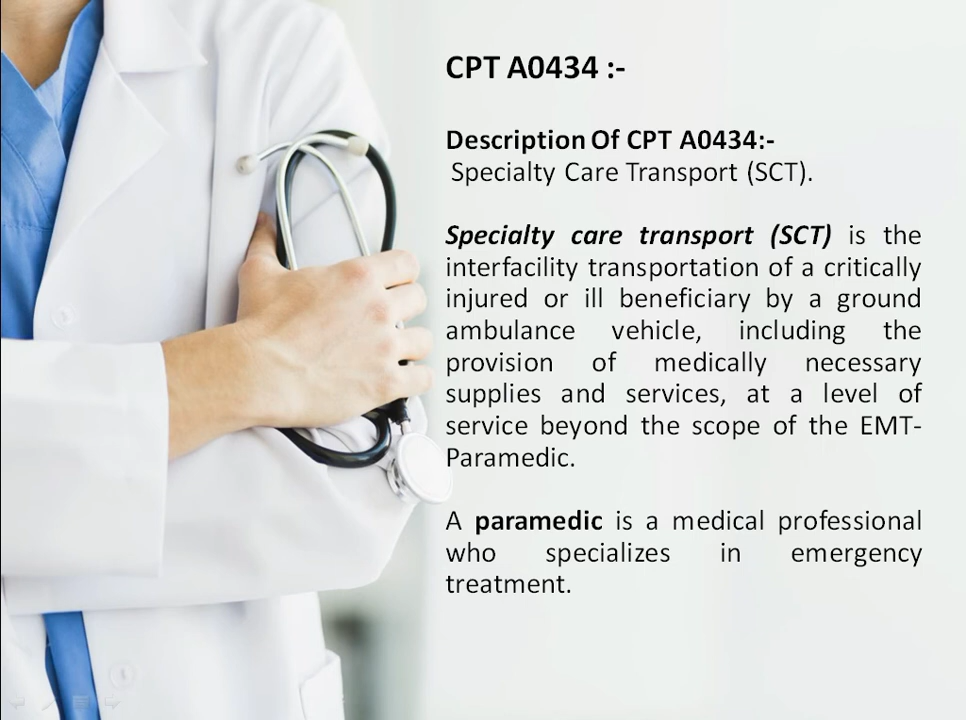 CPT A0434 :-
Description Of CPT A0434:-
Specialty Care Transport (SCT).
Specialty care transport (SCT) is the
interfacility transportation of a critically
injured or ill beneficiary by a ground
ambulance vehicle, including the
provision of medically necessary
supplies and services, at a level of
service beyond the scope of the EMT-
Paramedic.
A paramedic is a medical professional
who specializes in emergency
treatment.